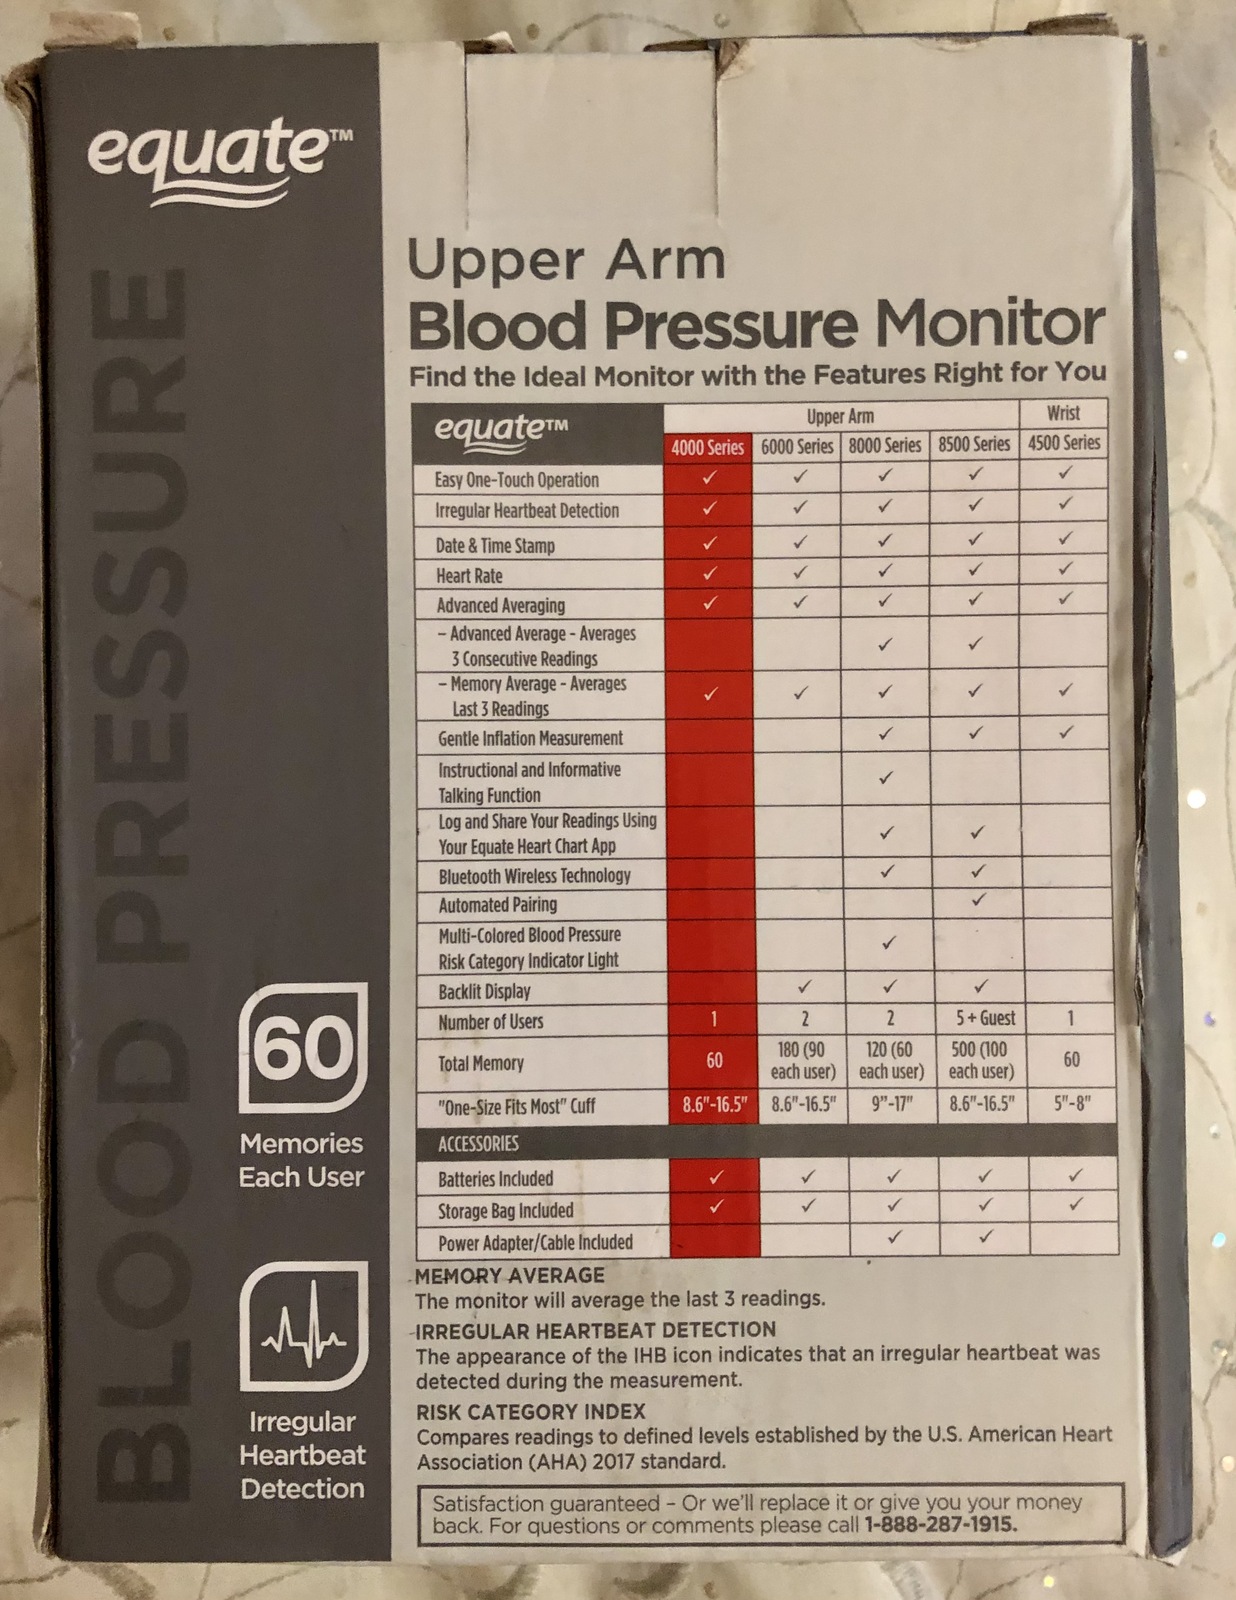 equate™
BLOOD PRESSURE
60
Memories
Each User
Irregular
Heartbeat
Detection
Upper Arm
Blood Pressure Monitor
Find the Ideal Monitor with the Features Right for You
equate™ Upper Arm Wrist
4000 Series 6000 Series 8000 Series 8500 Series 4500 Series
Easy One-Touch Operation ✓ ✓ ✓ ✓ ✓
Irregular Heartbeat Detection ✓ ✓ ✓ ✓ ✓
Date & Time Stamp ✓ ✓ ✓ ✓ ✓
Heart Rate ✓ ✓ ✓ ✓ ✓
Advanced Averaging ✓ ✓ ✓ ✓ ✓
– Advanced Average - Averages
3 Consecutive Readings ✓ ✓
– Memory Average - Averages
Last 3 Readings ✓ ✓ ✓ ✓ ✓
Gentle Inflation Measurement ✓ ✓ ✓
Instructional and Informative
Talking Function ✓
Log and Share Your Readings Using
Your Equate Heart Chart App ✓ ✓
Bluetooth Wireless Technology ✓ ✓
Automated Pairing ✓
Multi-Colored Blood Pressure
Risk Category Indicator Light ✓
Backlit Display ✓ ✓ ✓
Number of Users 1 2 2 5 + Guest 1
Total Memory 60 180 (90 each user) 120 (60 each user) 500 (100 each user) 60
"One-Size Fits Most" Cuff 8.6"-16.5" 8.6"-16.5" 9"-17" 8.6"-16.5" 5"-8"
ACCESSORIES
Batteries Included ✓ ✓ ✓ ✓ ✓
Storage Bag Included ✓ ✓ ✓ ✓ ✓
Power Adapter/Cable Included ✓ ✓
MEMORY AVERAGE
The monitor will average the last 3 readings.
IRREGULAR HEARTBEAT DETECTION
The appearance of the IHB icon indicates that an irregular heartbeat was
detected during the measurement.
RISK CATEGORY INDEX
Compares readings to defined levels established by the U.S. American Heart
Association (AHA) 2017 standard.
Satisfaction guaranteed – Or we'll replace it or give you your money
back. For questions or comments please call 1-888-287-1915.